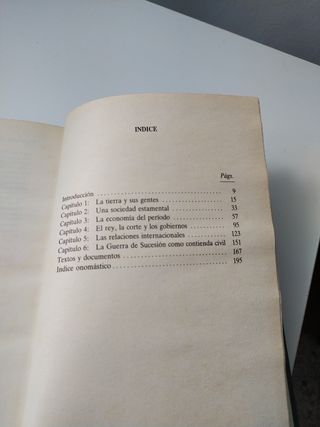 INDICE
Págs.
Introducción 9
Capítulo 1: La tierra y sus gentes 15
Capítulo 2: Una sociedad estamental 33
Capítulo 3: La economía del período 57
Capítulo 4: El rey, la corte y los gobiernos 95
Capítulo 5: Las relaciones internacionales 123
Capítulo 6: La Guerra de Sucesión como contienda civil 151
Textos y documentos 167
Indice onomástico 195